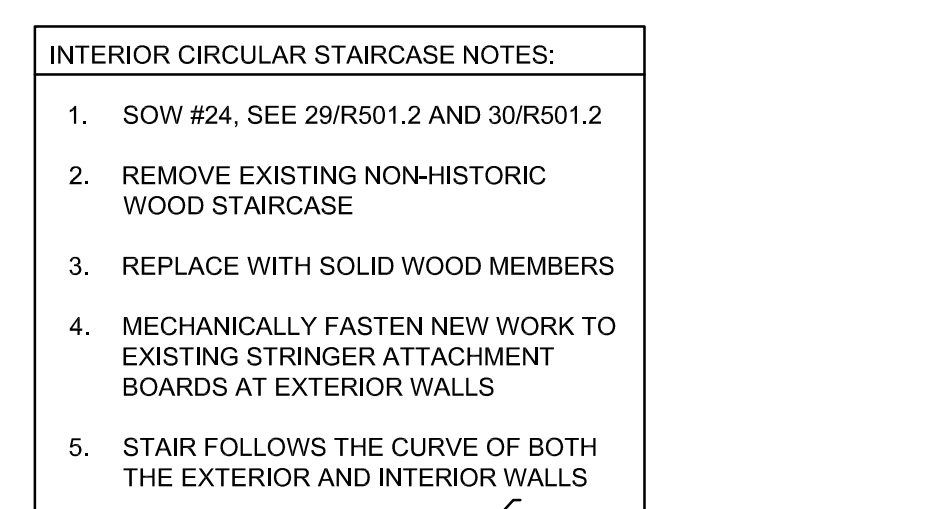 INTERIOR CIRCULAR STAIRCASE NOTES:
1. SOW #24, SEE 29/R501.2 AND 30/R501.2
2. REMOVE EXISTING NON-HISTORIC
WOOD STAIRCASE
3. REPLACE WITH SOLID WOOD MEMBERS
4. MECHANICALLY FASTEN NEW WORK TO
EXISTING STRINGER ATTACHMENT
BOARDS AT EXTERIOR WALLS
5. STAIR FOLLOWS THE CURVE OF BOTH
THE EXTERIOR AND INTERIOR WALLS